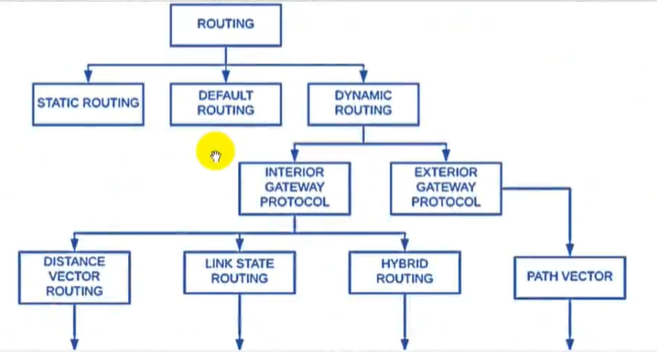 ROUTING
STATIC ROUTING
DEFAULT
ROUTING
DYNAMIC
ROUTING
INTERIOR
GATEWAY
PROTOCOL
EXTERIOR
GATEWAY
PROTOCOL
DISTANCE
VECTOR
ROUTING
LINK STATE
ROUTING
HYBRID
ROUTING
PATH VECTOR